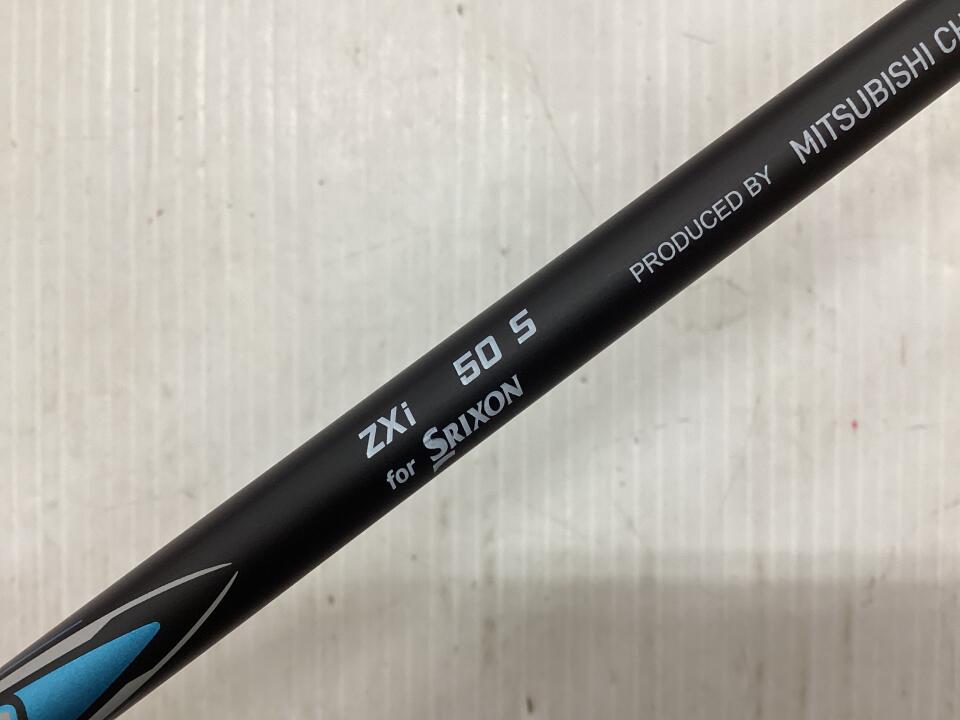 ZXi 50 S
for SRIXON
PRODUCED BY MITSUBISHI